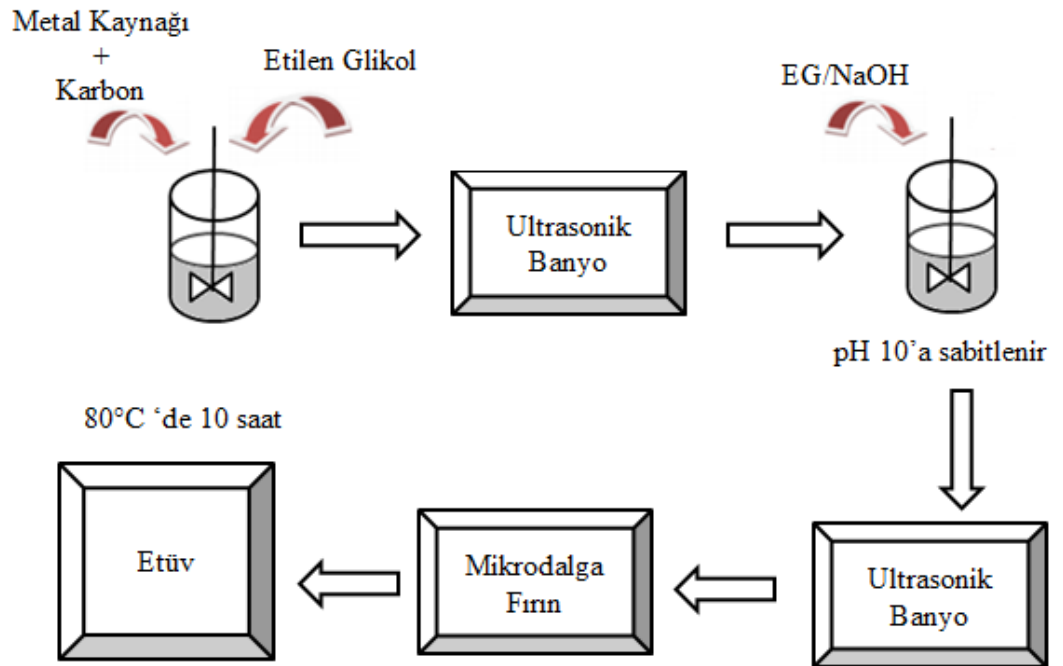 Metal Kaynağı
+
Karbon
Etilen Glikol
EG/NaOH
Ultrasonik
Banyo
pH 10’a sabitlenir
80°C ‘de 10 saat
Etüv
Mikrodalga
Fırın
Ultrasonik
Banyo